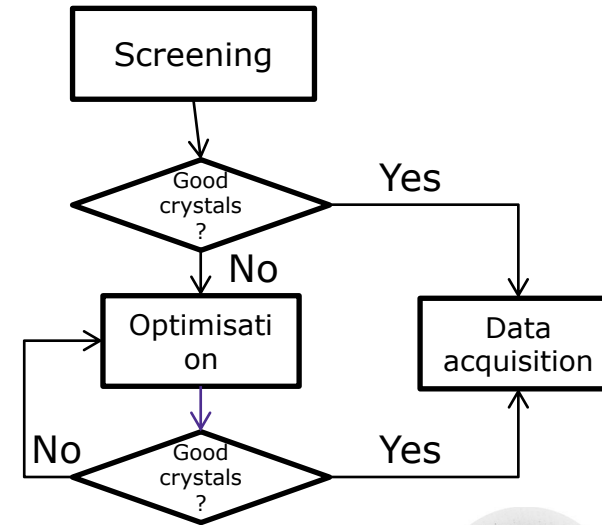 Screening
Good
crystals
?
Yes
No
Optimisati
on
Data
acquisition
Good
crystals
?
No
Yes